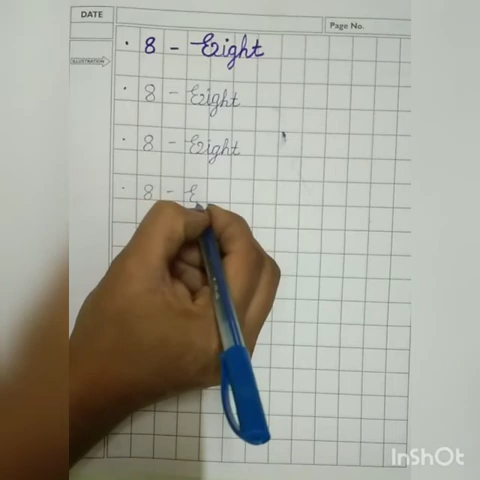 DATE
Page No.
ILLUSTRATION
· 8 - Eight
· 8 - Eight
· 8 - Eight
· 8 - E
InShOt